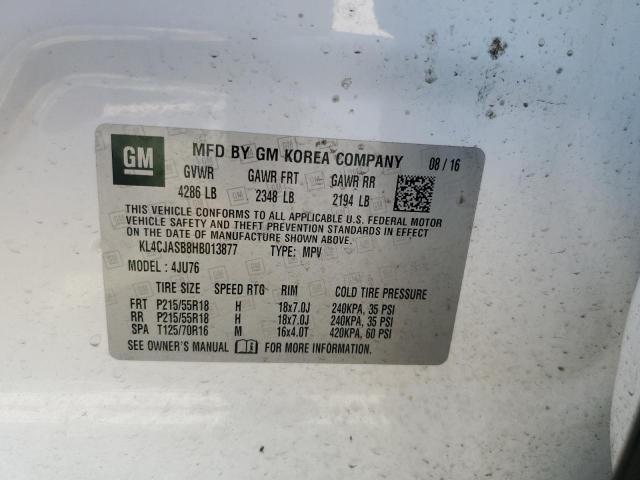 GM
MFD BY GM KOREA COMPANY 08 / 16
GVWR GAWR FRT GAWR RR
4286 LB 2348 LB 2194 LB
THIS VEHICLE CONFORMS TO ALL APPLICABLE U.S. FEDERAL MOTOR
VEHICLE SAFETY, BUMPER, AND THEFT PREVENTION STANDARDS IN EFFECT
ON THE DATE OF MANUFACTURE SHOWN ABOVE.
KL4CJASB8HB013877 TYPE: MPV
MODEL : 4JU76
TIRE SIZE SPEED RTG RIM COLD TIRE PRESSURE
FRT P215/55R18 H 18x7.0J 240KPA, 35 PSI
RR P215/55R18 H 18x7.0J 240KPA, 35 PSI
SPA T125/70R16 M 16x4.0T 420KPA, 60 PSI
SEE OWNER'S MANUAL FOR MORE INFORMATION.